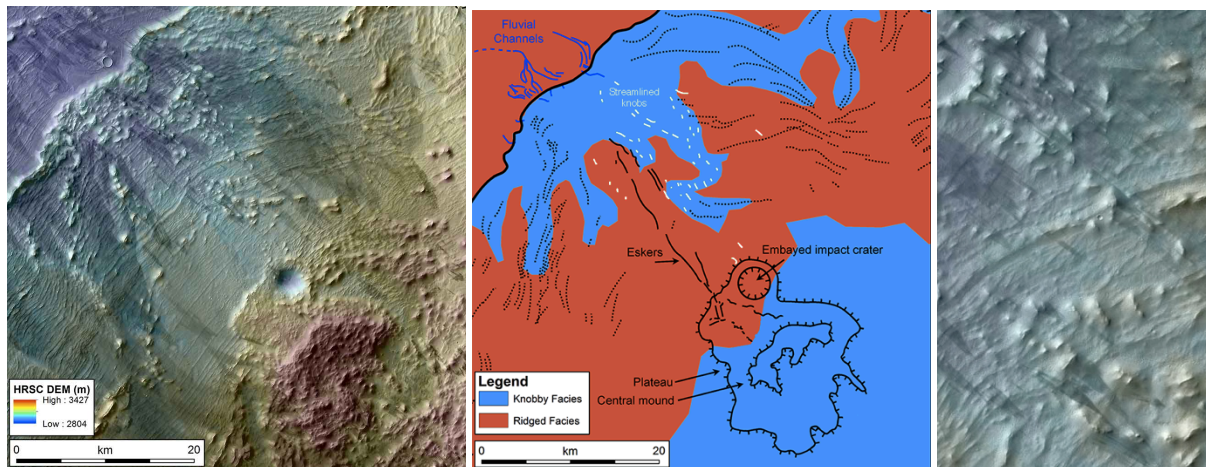 HRSC DEM (m)
High : 3427
Low : 2804
km
0 20
Fluvial
Channels
Streamlined
knobs
Eskers
Embayed impact crater
Plateau
Central mound
Legend
Knobby Facies
Ridged Facies
km
0 20